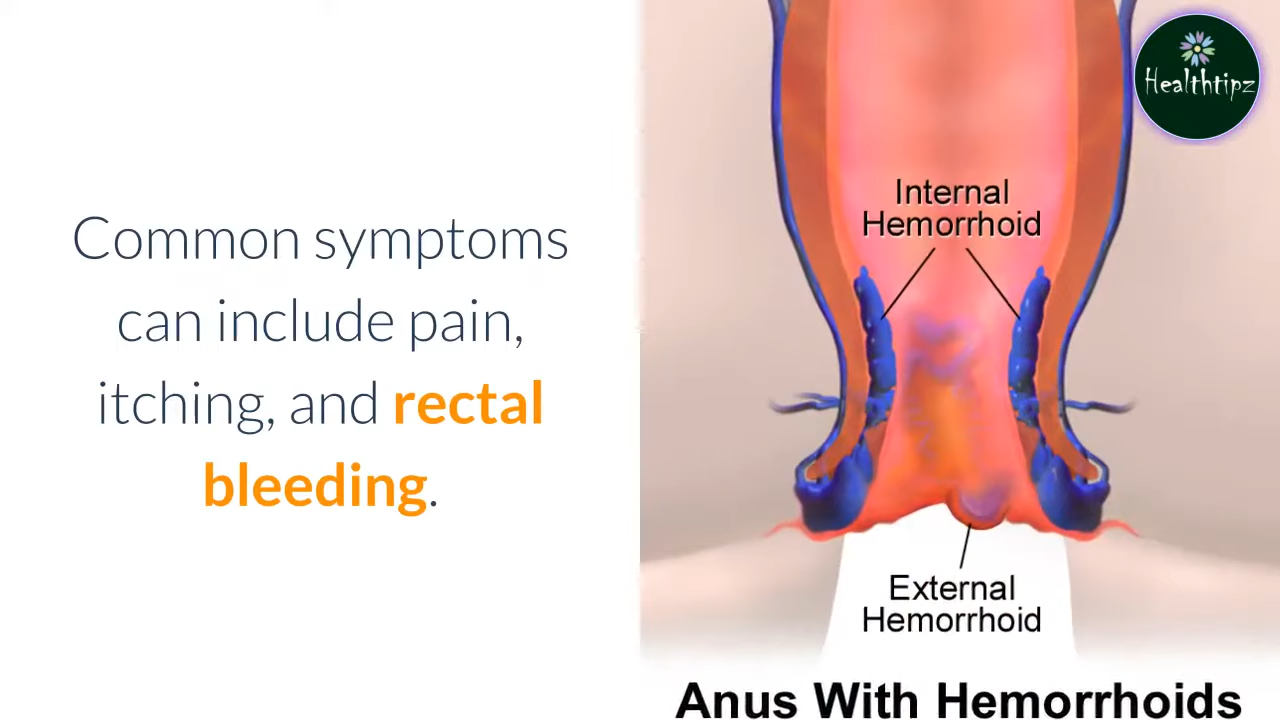 Common symptoms
can include pain,
itching, and rectal
bleeding.
Healthtipz
Internal
Hemorrhoid
External
Hemorrhoid
Anus With Hemorrhoids